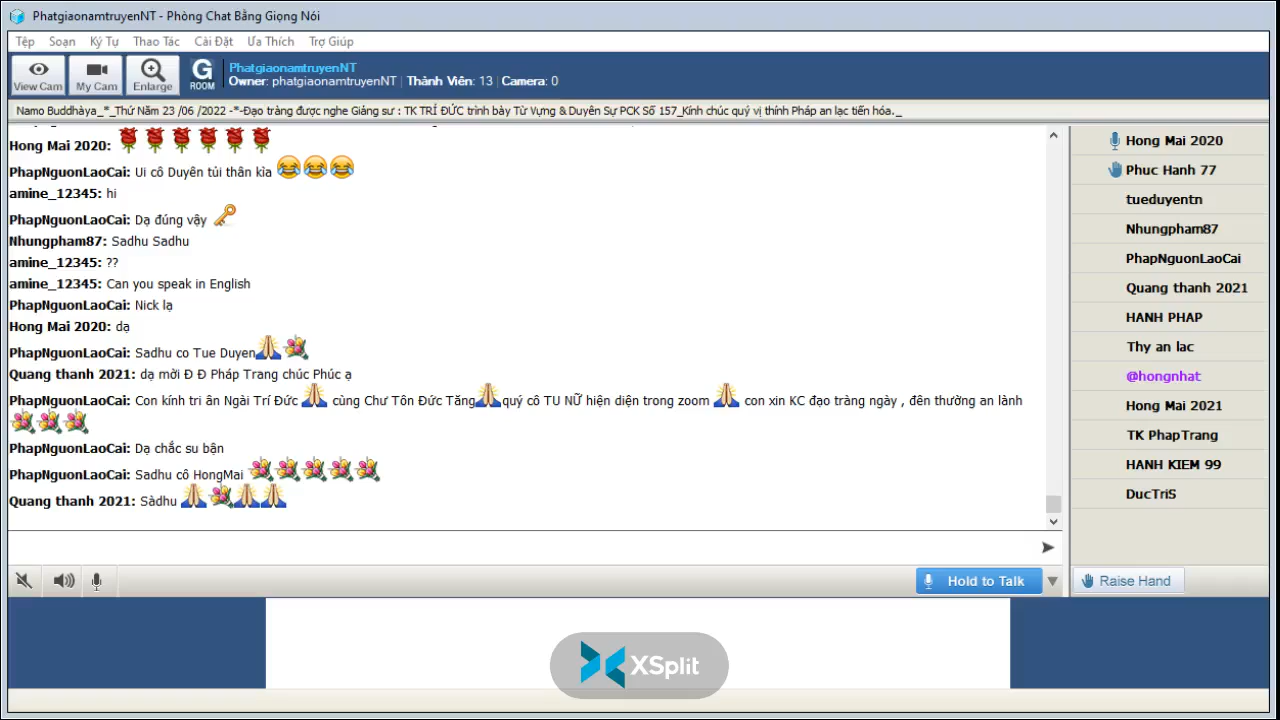 PhatgiaonamtruyenNT - Phòng Chat Bằng Giọng Nói
Tệp Soạn Ký Tự Thao Tác Cài Đặt Ưa Thích Trợ Giúp
View Cam My Cam Enlarge G ROOM
PhatgiaonamtruyenNT
Owner: phatgiaonamtruyenNT | Thành Viên: 13 | Camera: 0
Namo Buddhàya_*_Thứ Năm 23 /06 /2022 -*-Đạo tràng được nghe Giảng sư : TK TRÍ ĐỨC trình bày Từ Vựng & Duyên Sự PCK Số 157_Kính chúc quý vị thính Pháp an lạc tiến hóa._
Hong Mai 2020:
PhapNguonLaoCai: Ui cô Duyên tủi thân kìa
amine_12345: hi
PhapNguonLaoCai: Dạ đúng vậy
Nhungpham87: Sadhu Sadhu
amine_12345: ??
amine_12345: Can you speak in English
PhapNguonLaoCai: Nick lạ
Hong Mai 2020: dạ
PhapNguonLaoCai: Sadhu co Tue Duyen
Quang thanh 2021: dạ mời Đ Đ Pháp Trang chúc Phúc ạ
PhapNguonLaoCai: Con kính tri ân Ngài Trí Đức cùng Chư Tôn Đức Tăng quý cô TU NỮ hiện diện trong zoom con xin KC đạo tràng ngày , đên thường an lành
PhapNguonLaoCai: Dạ chắc su bận
PhapNguonLaoCai: Sadhu cô HongMai
Quang thanh 2021: Sàdhu
Hold to Talk
Hong Mai 2020
Phuc Hanh 77
tueduyentn
Nhungpham87
PhapNguonLaoCai
Quang thanh 2021
HANH PHAP
Thy an lac
@hongnhat
Hong Mai 2021
TK PhapTrang
HANH KIEM 99
DucTriS
Raise Hand
XSplit